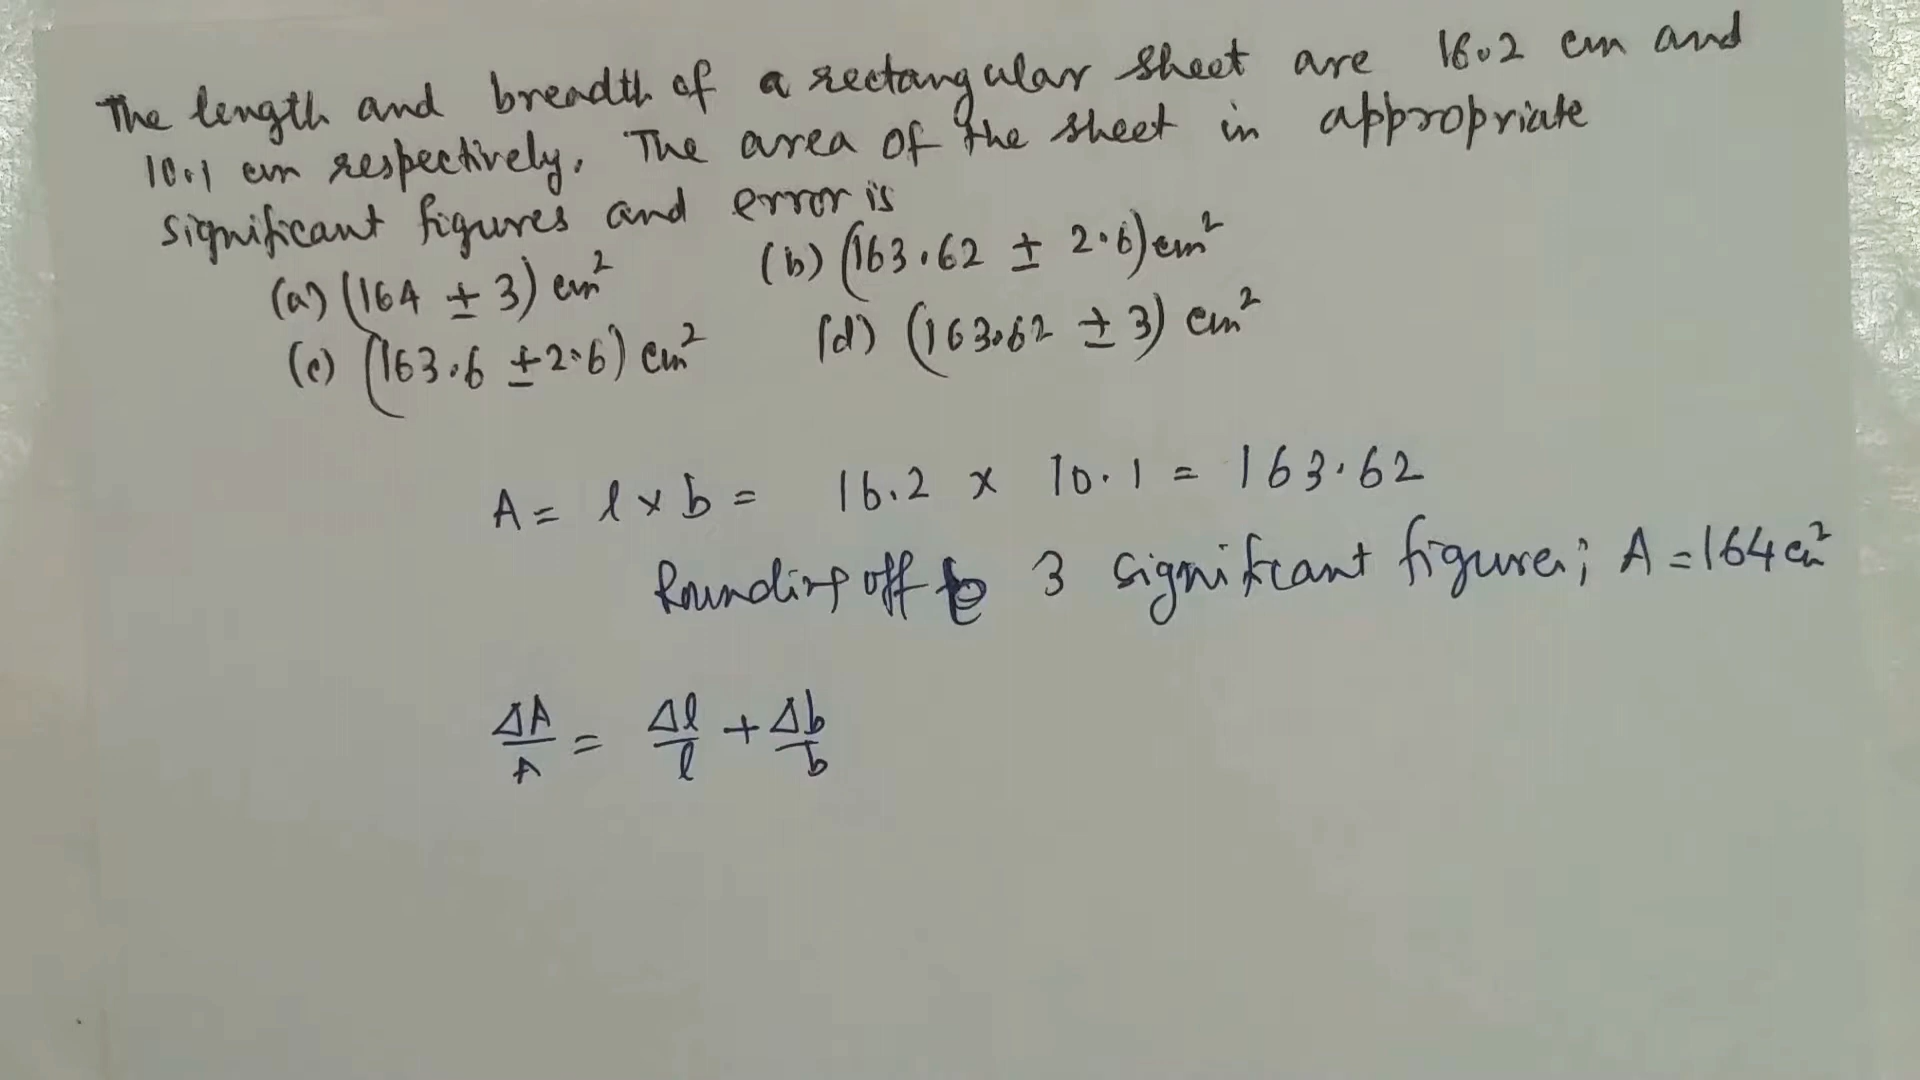 The length and breadth of a rectangular sheet are 16.2 cm and
10.1 cm respectively. The area of the sheet in appropriate
significant figures and error is
(a) (164 ± 3) cm² (b) (163.62 ± 2.6) cm²
(c) (163.6 ± 2.6) cm² (d) (163.62 ± 3) cm²
A = l × b = 16.2 × 10.1 = 163.62
Rounding off to 3 significant figures; A = 164 cm²
ΔA/A = Δl/l + Δb/b